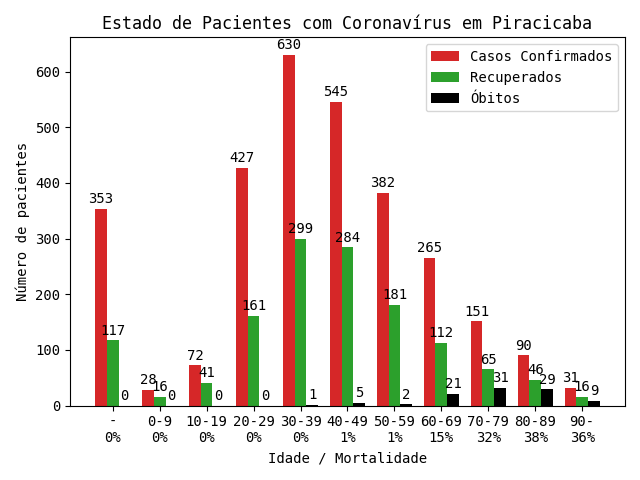 Estado de Pacientes com Coronavírus em Piracicaba
Casos Confirmados
Recuperados
Óbitos
Número de pacientes
600
500
400
300
200
100
0
353 117 0
28 16 0
72 41 0
427 161 0
630 299 1
545 284 5
382 181 2
265 112 21
151 65 31
90 46 29
31 16 9
- 0-9 10-19 20-29 30-39 40-49 50-59 60-69 70-79 80-89 90-
0% 0% 0% 0% 0% 1% 1% 15% 32% 38% 36%
Idade / Mortalidade